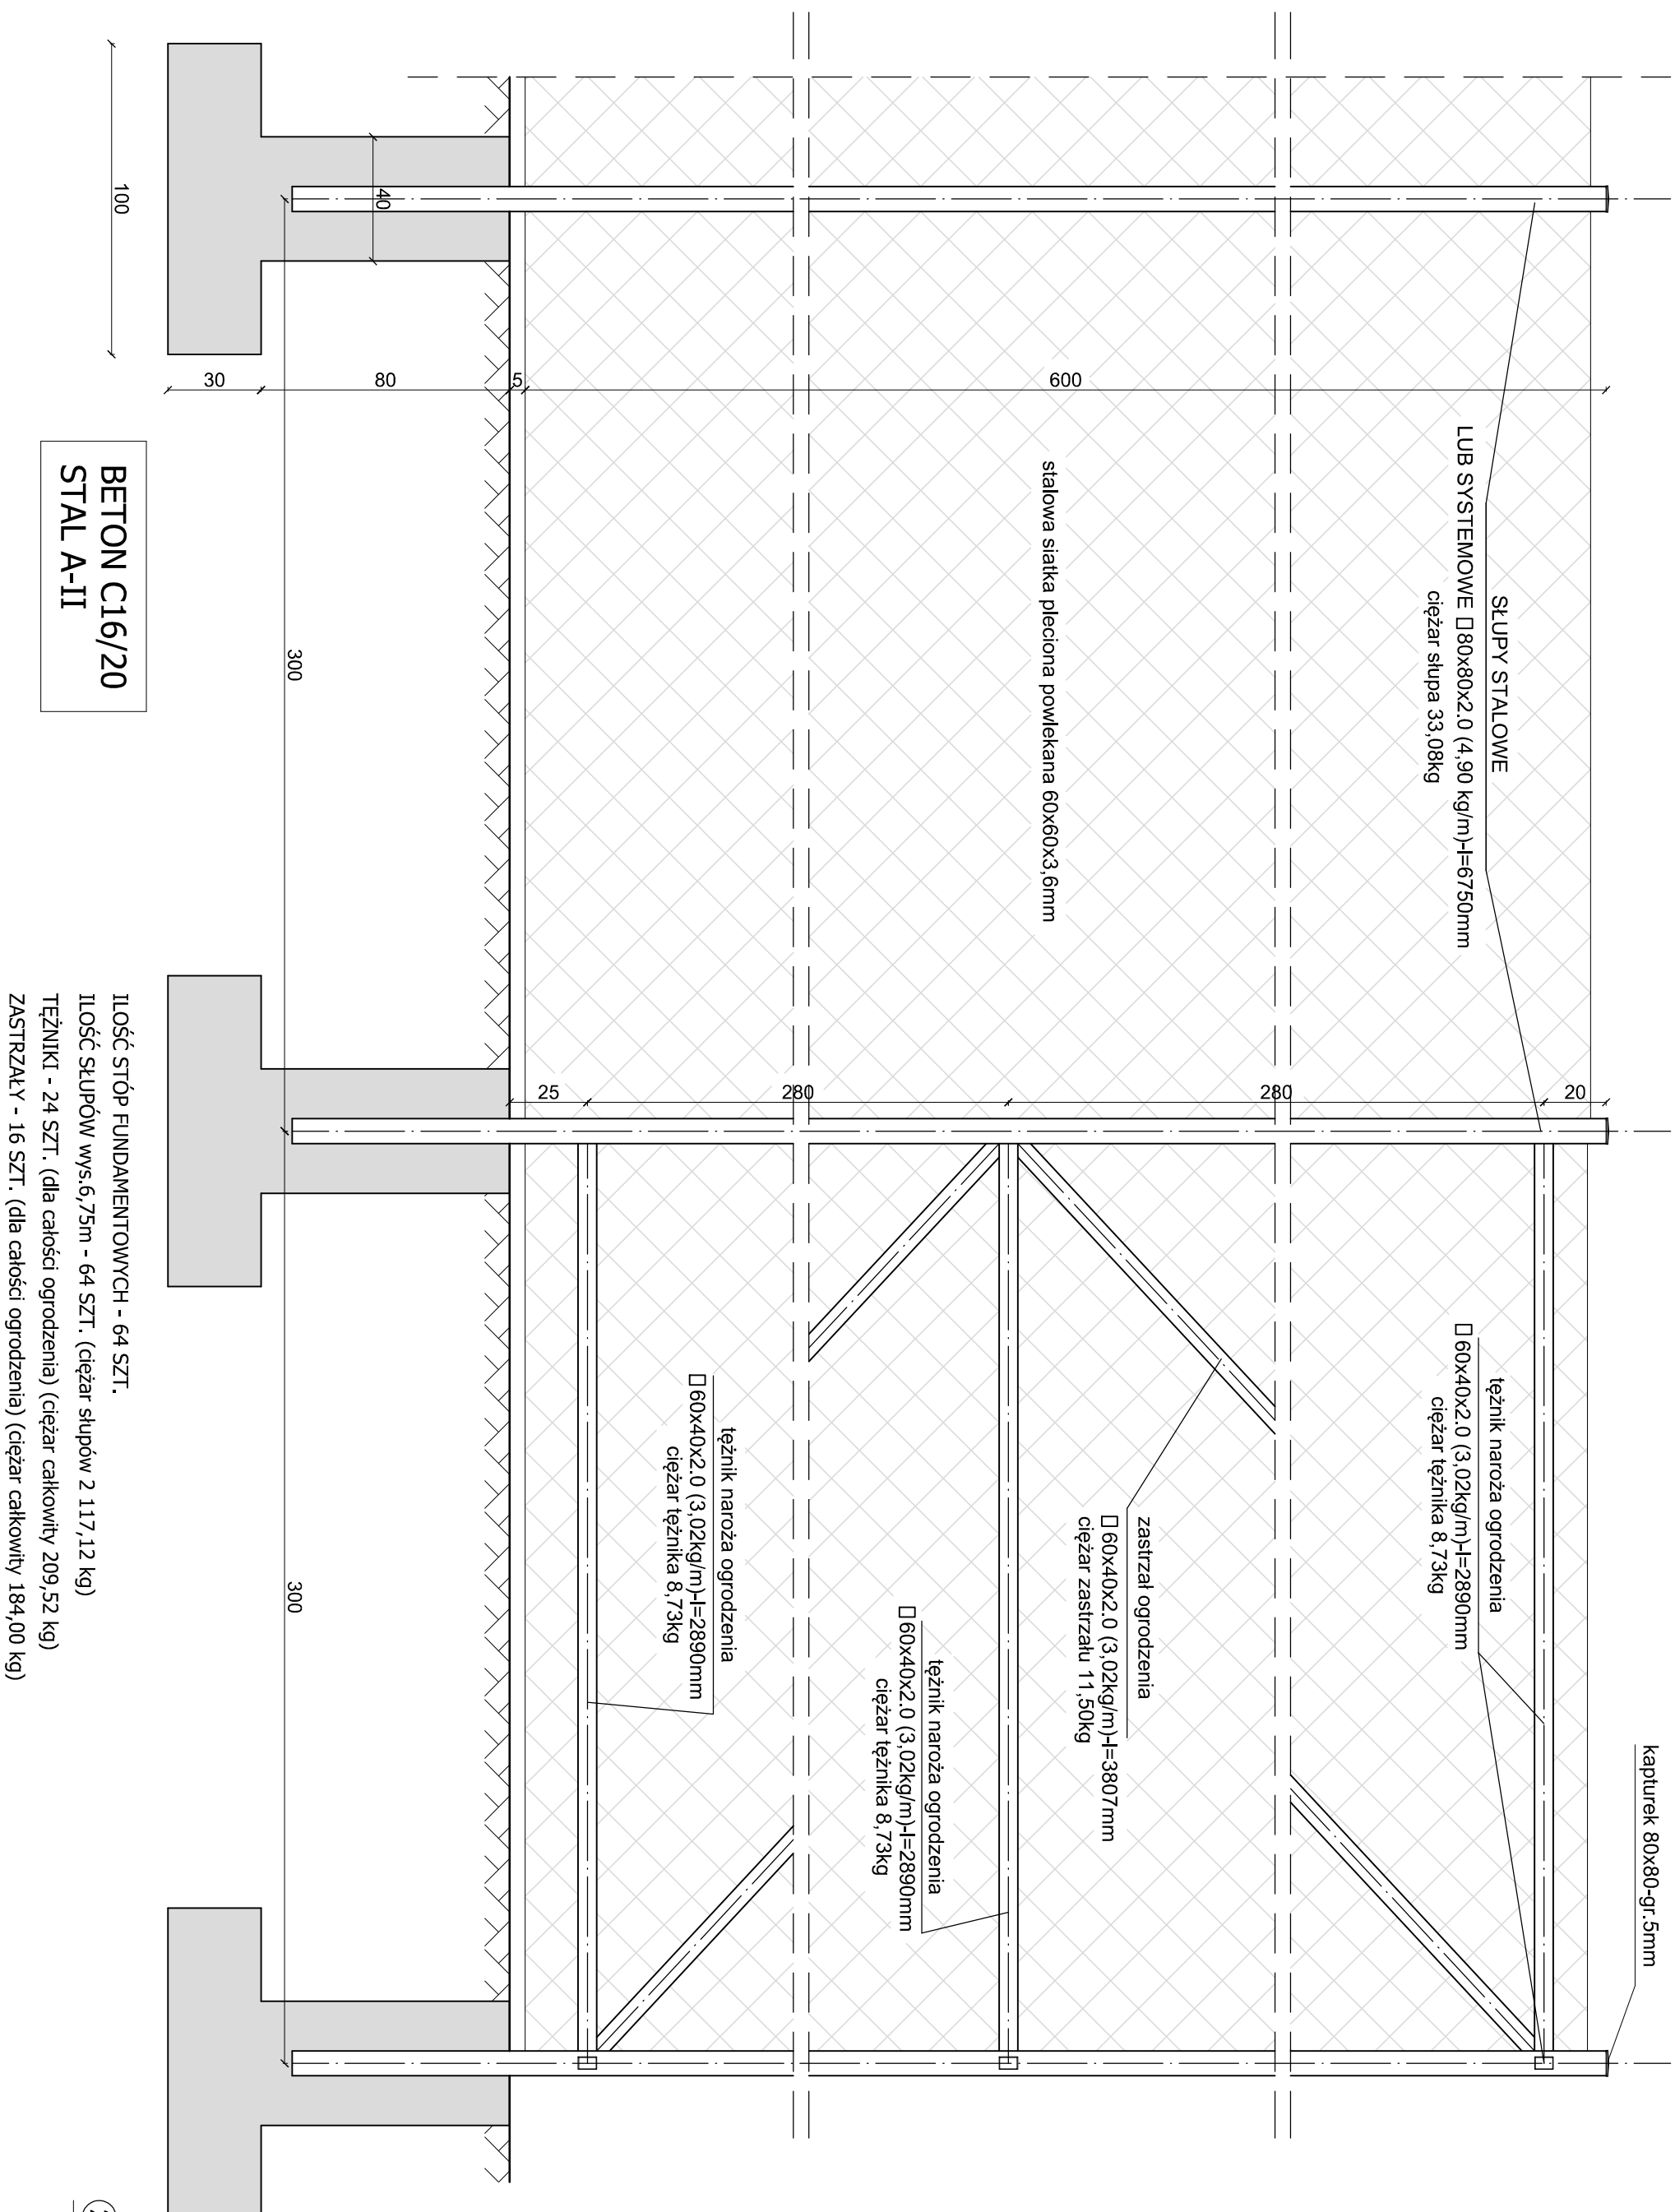 kapturek 80x80-gr.5mm
SŁUPY STALOWE
LUB SYSTEMOWE □80x80x2.0 (4,90 kg/m)-l=6750mm
ciężar słupa 33,08kg
tężnik naroża ogrodzenia
□60x40x2.0 (3,02kg/m)-l=2890mm
ciężar tężnika 8,73kg
zastrzał ogrodzenia
□60x40x2.0 (3,02kg/m)-l=3807mm
ciężar zastrzału 11,50kg
stalowa siatka pleciona powlekana 60x60x3,6mm
tężnik naroża ogrodzenia
□60x40x2.0 (3,02kg/m)-l=2890mm
ciężar tężnika 8,73kg
tężnik naroża ogrodzenia
□60x40x2.0 (3,02kg/m)-l=2890mm
ciężar tężnika 8,73kg
20
280
280
25
600
5
80
30
40
300
300
100
BETON C16/20
STAL A-II
ILOŚĆ STÓP FUNDAMENTOWYCH - 64 SZT.
ILOŚĆ SŁUPÓW wys.6,75m - 64 SZT. (ciężar słupów 2 117,12 kg)
TĘŻNIKI - 24 SZT. (dla całości ogrodzenia) (ciężar całkowity 209,52 kg)
ZASTRZAŁY - 16 SZT. (dla całości ogrodzenia) (ciężar całkowity 184,00 kg)